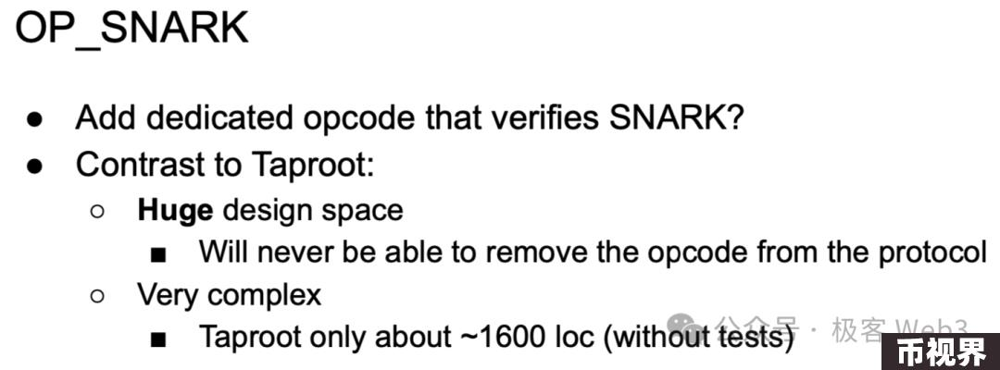 OP_SNARK
● Add dedicated opcode that verifies SNARK?
● Contrast to Taproot:
○ Huge design space
■ Will never be able to remove the opcode from the protocol
○ Very complex
■ Taproot only about ~1600 loc (without tests)
公众号 · 极客 Web3
币视界